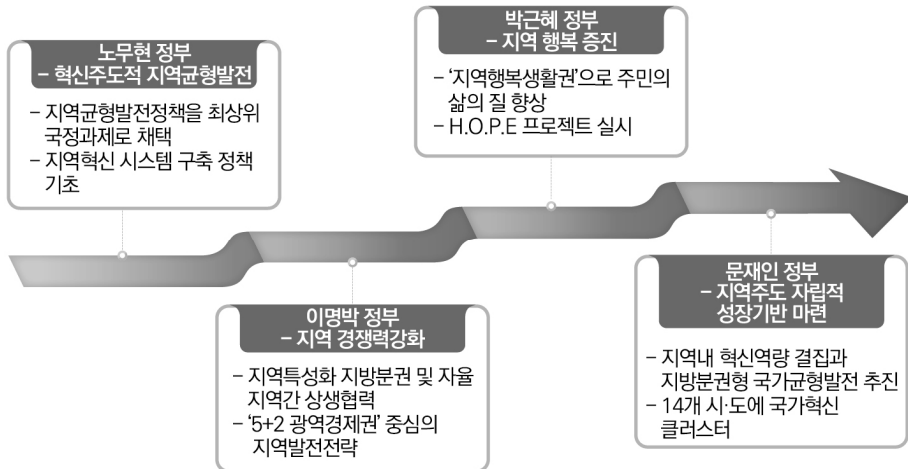 노무현 정부
– 혁신주도적 지역균형발전
– 지역균형발전정책을 최상위
국정과제로 채택
– 지역혁신 시스템 구축 정책
기초
이명박 정부
– 지역 경쟁력강화
– 지역특성화 지방분권 및 자율
지역간 상생협력
– ‘5+2 광역경제권’ 중심의
지역발전전략
박근혜 정부
– 지역 행복 증진
– ‘지역행복생활권’으로 주민의
삶의 질 향상
– H.O.P.E 프로젝트 실시
문재인 정부
– 지역주도 자립적
성장기반 마련
– 지역내 혁신역량 결집과
지방분권형 국가균형발전 추진
– 14개 시·도에 국가혁신
클러스터